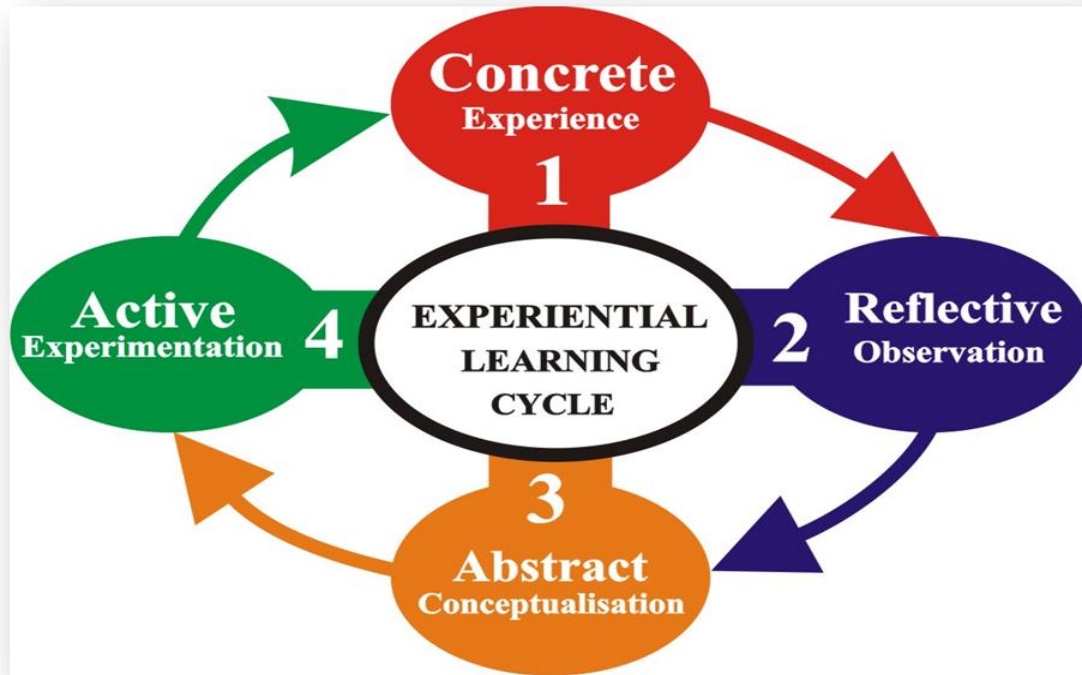 Concrete
Experience
1
EXPERIENTIAL
LEARNING
CYCLE
2
Reflective
Observation
3
Abstract
Conceptualisation
Active
Experimentation
4